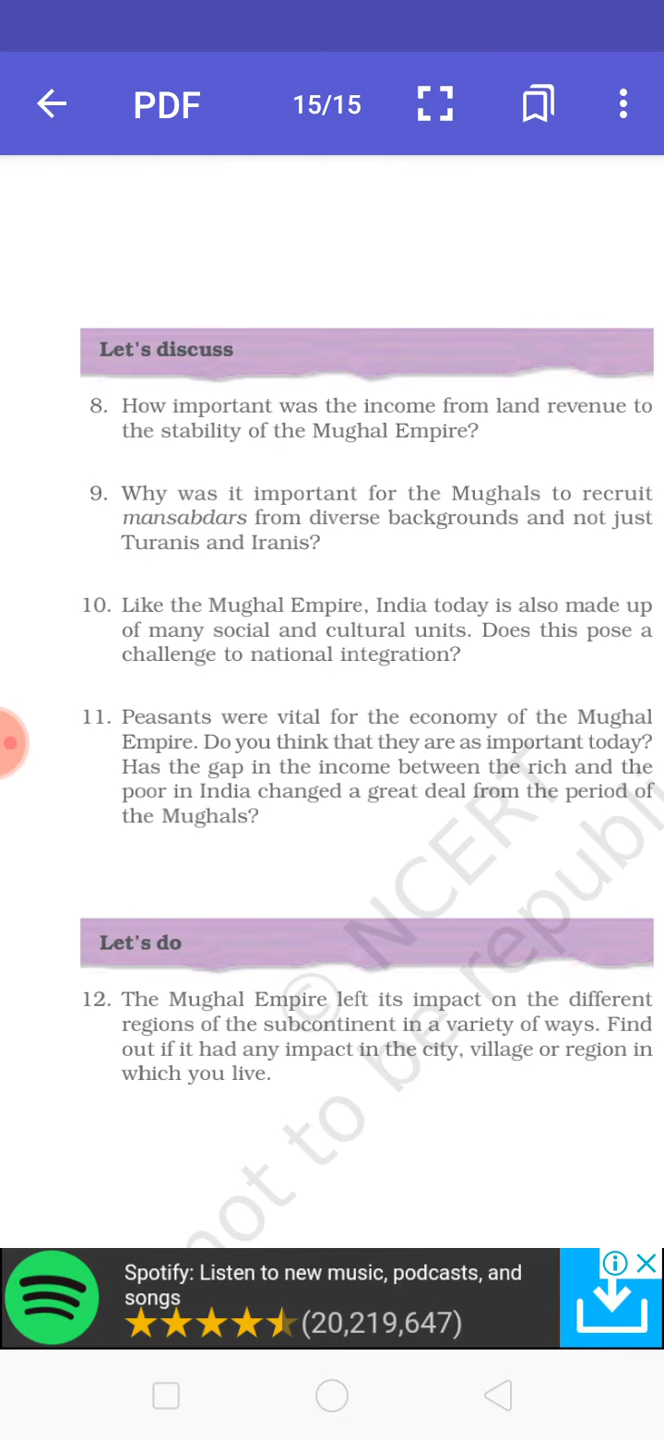 PDF
15/15
Let's discuss
8. How important was the income from land revenue to
the stability of the Mughal Empire?
9. Why was it important for the Mughals to recruit
mansabdars from diverse backgrounds and not just
Turanis and Iranis?
10. Like the Mughal Empire, India today is also made up
of many social and cultural units. Does this pose a
challenge to national integration?
11. Peasants were vital for the economy of the Mughal
Empire. Do you think that they are as important today?
Has the gap in the income between the rich and the
poor in India changed a great deal from the period of
the Mughals?
© NCERT
not to be republi
Let's do
12. The Mughal Empire left its impact on the different
regions of the subcontinent in a variety of ways. Find
out if it had any impact in the city, village or region in
which you live.
Spotify: Listen to new music, podcasts, and
songs
(20,219,647)